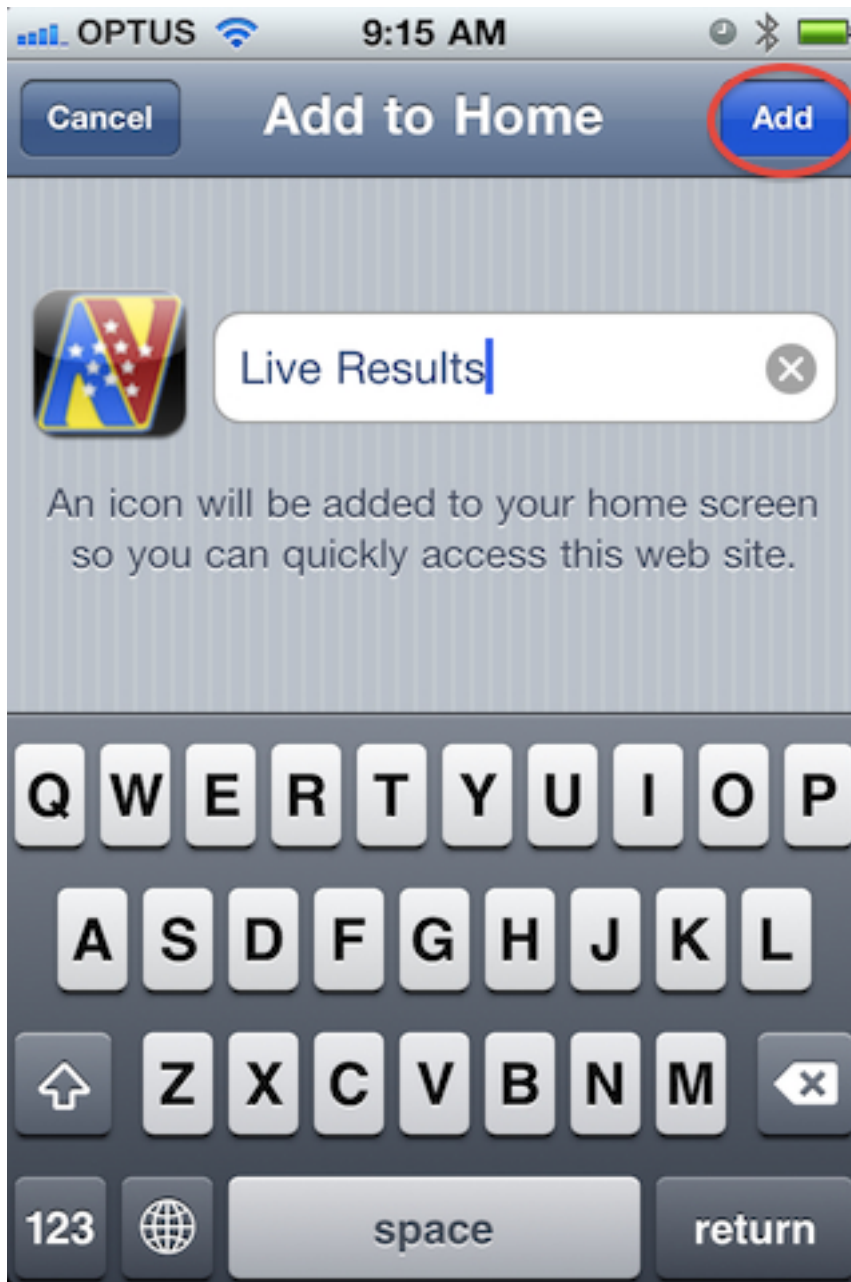 OPTUS 9:15 AM
Cancel Add to Home Add
Live Results
An icon will be added to your home screen
so you can quickly access this web site.
Q W E R T Y U I O P
A S D F G H J K L
Z X C V B N M
123 space return